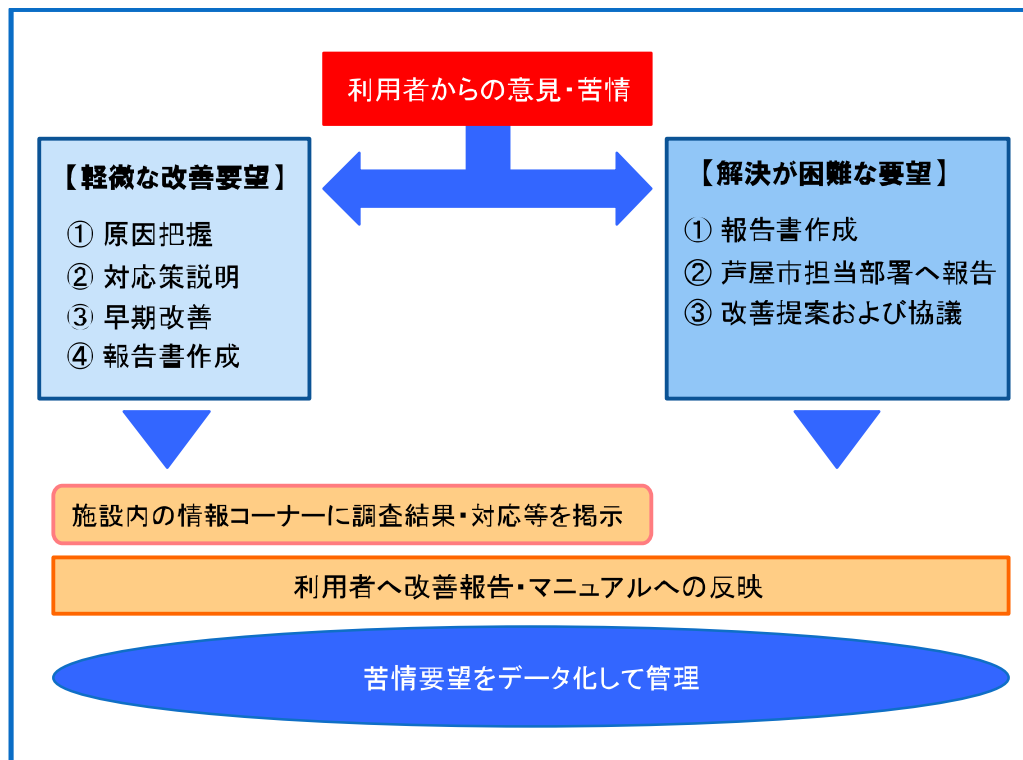 利用者からの意見・苦情
【軽微な改善要望】
① 原因把握
② 対応策説明
③ 早期改善
④ 報告書作成
【解決が困難な要望】
① 報告書作成
② 芦屋市担当部署へ報告
③ 改善提案および協議
施設内の情報コーナーに調査結果・対応等を掲示
利用者へ改善報告・マニュアルへの反映
苦情要望をデータ化して管理